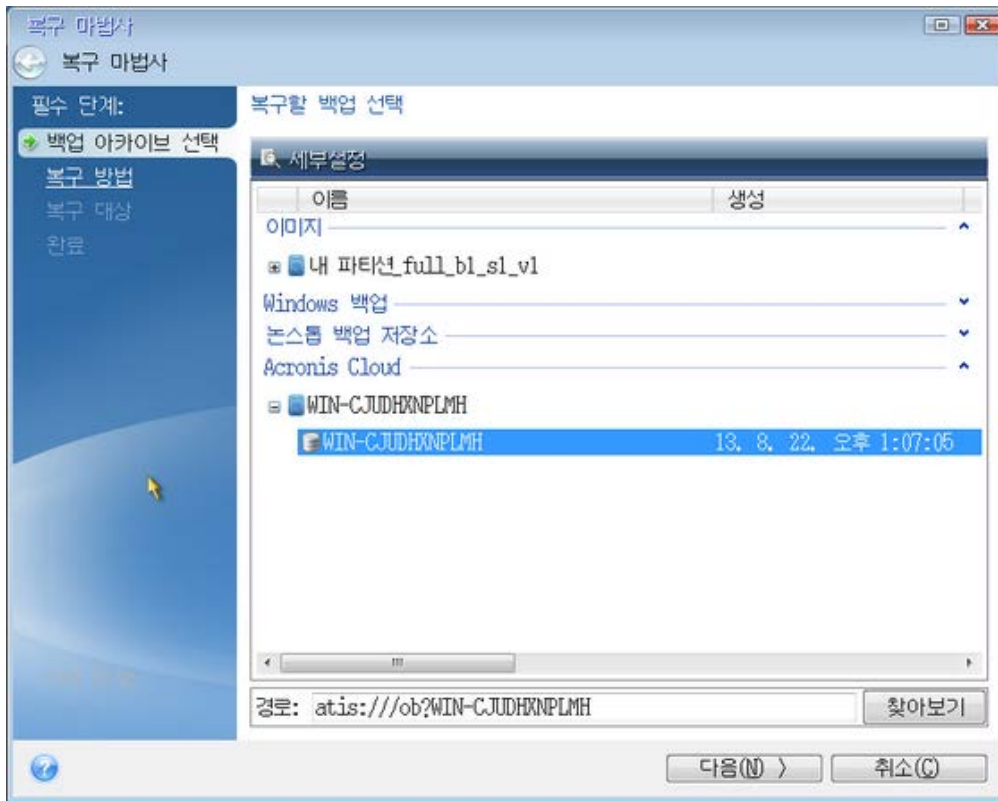 복구 마법사
복구 마법사
필수 단계:
백업 아카이브 선택
복구 방법
복구 대상
완료
복구할 백업 선택
세부설정
이름 생성
이미지
내 파티션_full_b1_s1_v1
Windows 백업
논스톱 백업 저장소
Acronis Cloud
WIN-CJUDHXNPLMH
WIN-CJUDHXNPLMH 13. 8. 22. 오후 1:07:05
경로: atis:///ob?WIN-CJUDHXNPLMH 찾아보기
다음(N) > 취소(C)